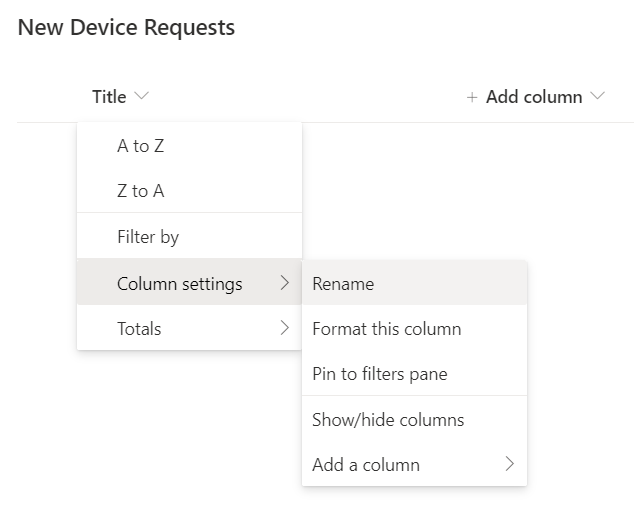 New Device Requests
Title
+ Add column
A to Z
Z to A
Filter by
Column settings
Totals
Rename
Format this column
Pin to filters pane
Show/hide columns
Add a column